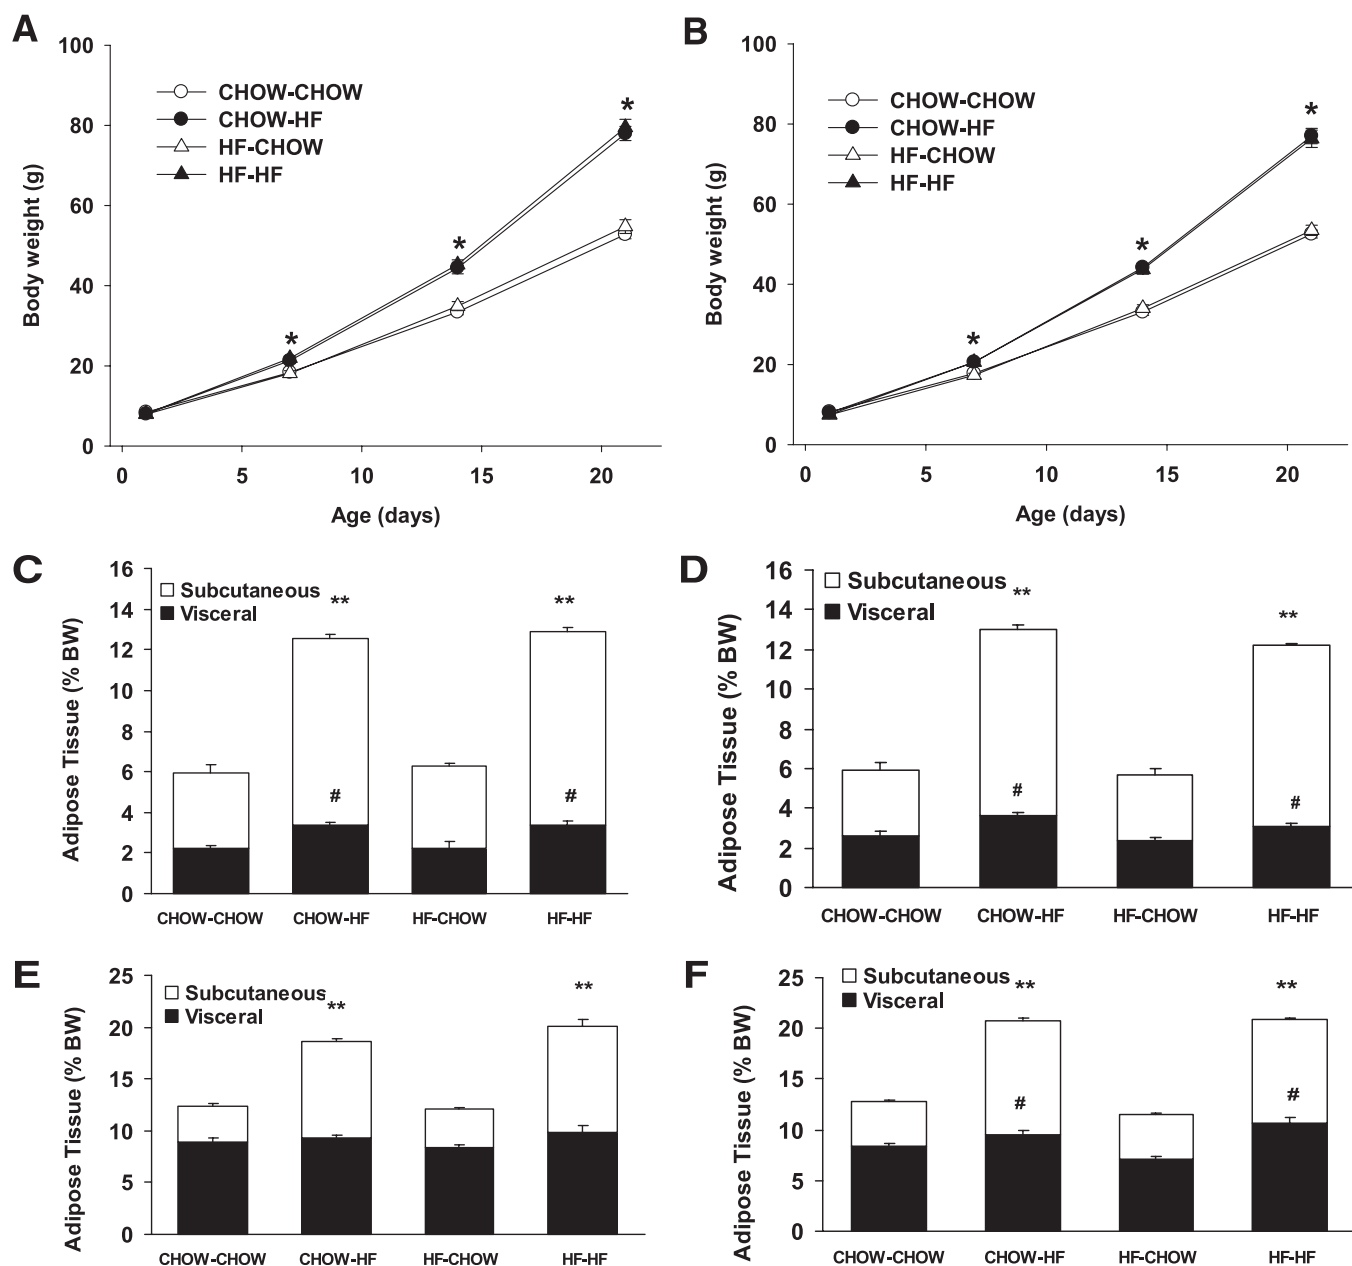 A
100
80
60
40
20
0
Body weight (g)
CHOW-CHOW
CHOW-HF
HF-CHOW
HF-HF
*
*
*
0 5 10 15 20
Age (days)
B
100
80
60
40
20
0
Body weight (g)
CHOW-CHOW
CHOW-HF
HF-CHOW
HF-HF
*
*
*
0 5 10 15 20
Age (days)
C
16
14
12
10
8
6
4
2
0
Adipose Tissue (% BW)
Subcutaneous
Visceral
** **
# #
CHOW-CHOW CHOW-HF HF-CHOW HF-HF
D
16
14
12
10
8
6
4
2
0
Adipose Tissue (% BW)
Subcutaneous
Visceral
** **
# #
CHOW-CHOW CHOW-HF HF-CHOW HF-HF
E
25
20
15
10
5
0
Adipose Tissue (% BW)
Subcutaneous
Visceral
** **
CHOW-CHOW CHOW-HF HF-CHOW HF-HF
F
25
20
15
10
5
0
Adipose Tissue (% BW)
Subcutaneous
Visceral
** **
# #
CHOW-CHOW CHOW-HF HF-CHOW HF-HF